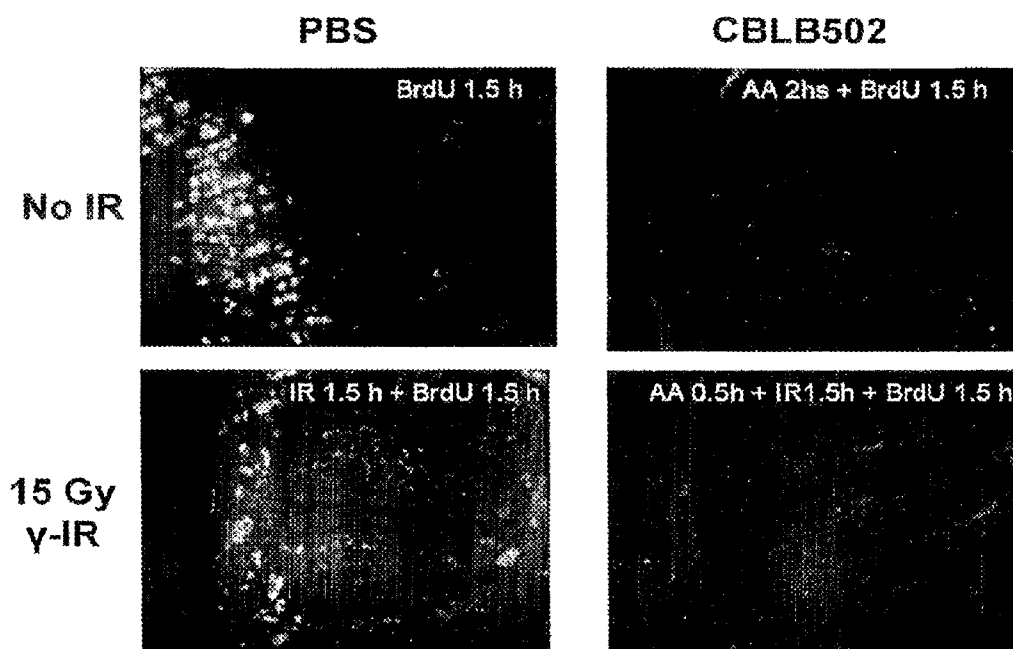 PBS
CBLB502
No IR
BrdU 1.5 h
AA 2hs + BrdU 1.5 h
15 Gy
γ-IR
IR 1.5 h + BrdU 1.5 h
AA 0.5h + IR1.5h + BrdU 1.5 h